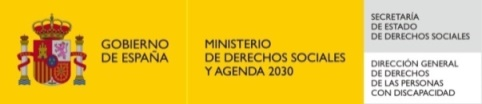 GOBIERNO
DE ESPAÑA
MINISTERIO
DE DERECHOS SOCIALES
Y AGENDA 2030
SECRETARÍA
DE ESTADO
DE DERECHOS SOCIALES
DIRECCIÓN GENERAL
DE DERECHOS
DE LAS PERSONAS
CON DISCAPACIDAD